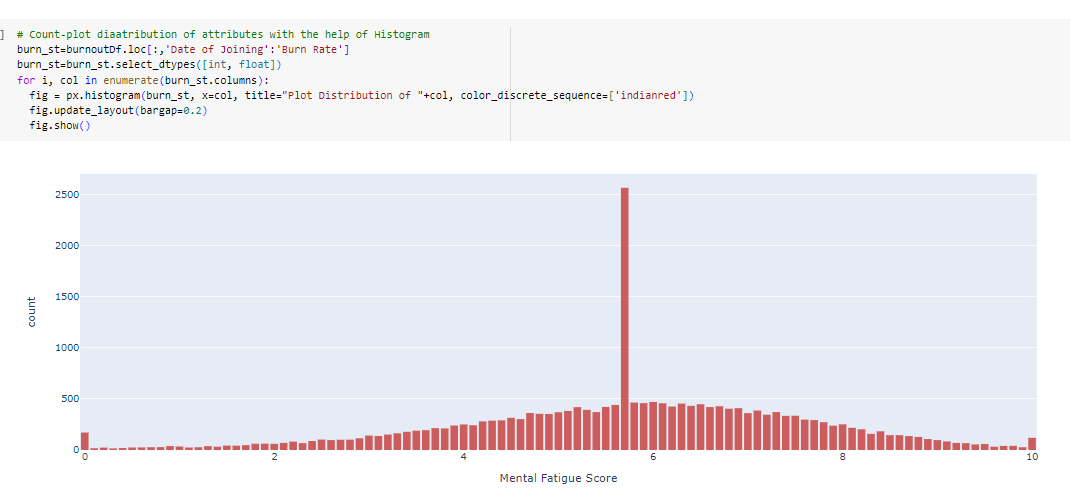 ] # Count-plot diaatribution of attributes with the help of Histogram
burn_st=burnoutDf.loc[:,'Date of Joining':'Burn Rate']
burn_st=burn_st.select_dtypes([int, float])
for i, col in enumerate(burn_st.columns):
fig = px.histogram(burn_st, x=col, title="Plot Distribution of "+col, color_discrete_sequence=['indianred'])
fig.update_layout(bargap=0.2)
fig.show()
2500
2000
1500
1000
500
0
count
0 2 4 6 8 10
Mental Fatigue Score